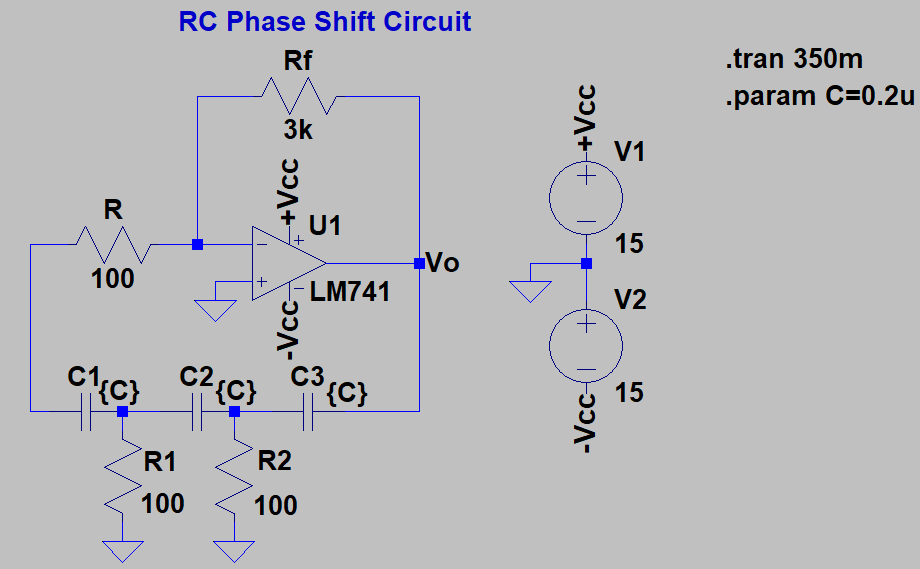 RC Phase Shift Circuit
Rf
3k
.tran 350m
.param C=0.2u
+Vcc
V1
15
R
100
+Vcc
U1
LM741
-Vcc
Vo
V2
15
-Vcc
C1
{C}
C2
{C}
C3
{C}
R1
100
R2
100